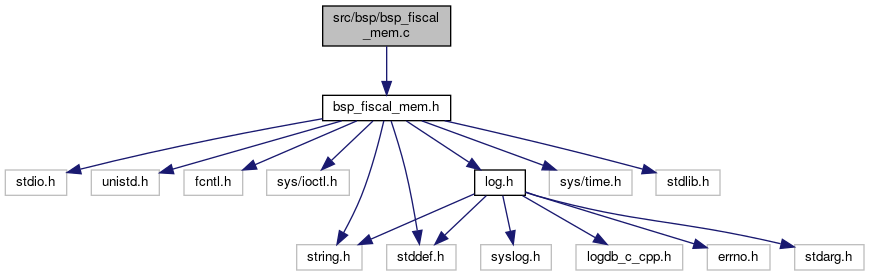 src/bsp/bsp_fiscal
_mem.c
bsp_fiscal_mem.h
stdio.h
unistd.h
fcntl.h
sys/ioctl.h
log.h
sys/time.h
stdlib.h
string.h
stddef.h
syslog.h
logdb_c_cpp.h
errno.h
stdarg.h